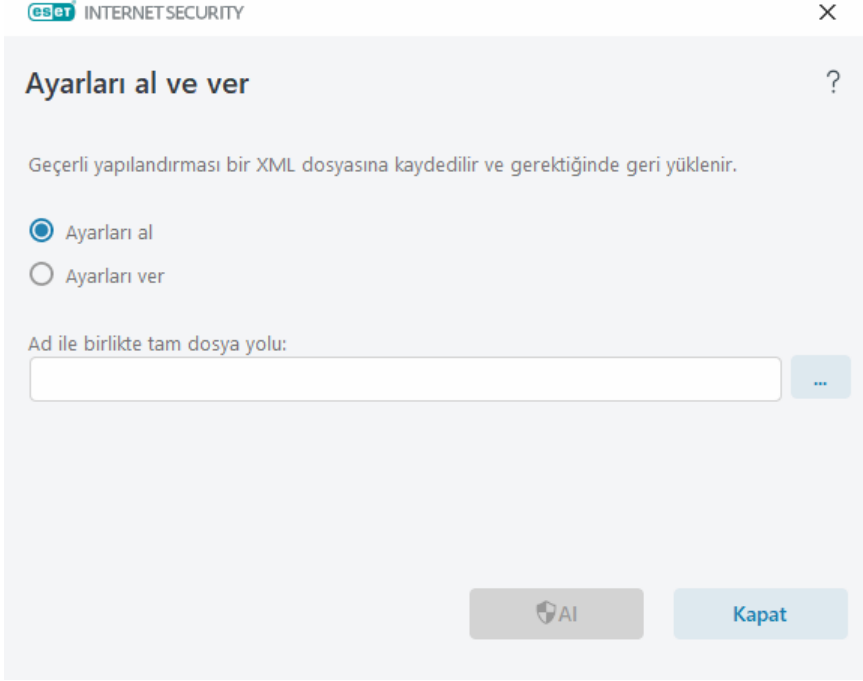 eseT INTERNET SECURITY
Ayarları al ve ver
?
Geçerli yapılandırması bir XML dosyasına kaydedilir ve gerektiğinde geri yüklenir.
Ayarları al
Ayarları ver
Ad ile birlikte tam dosya yolu:
...
Al
Kapat